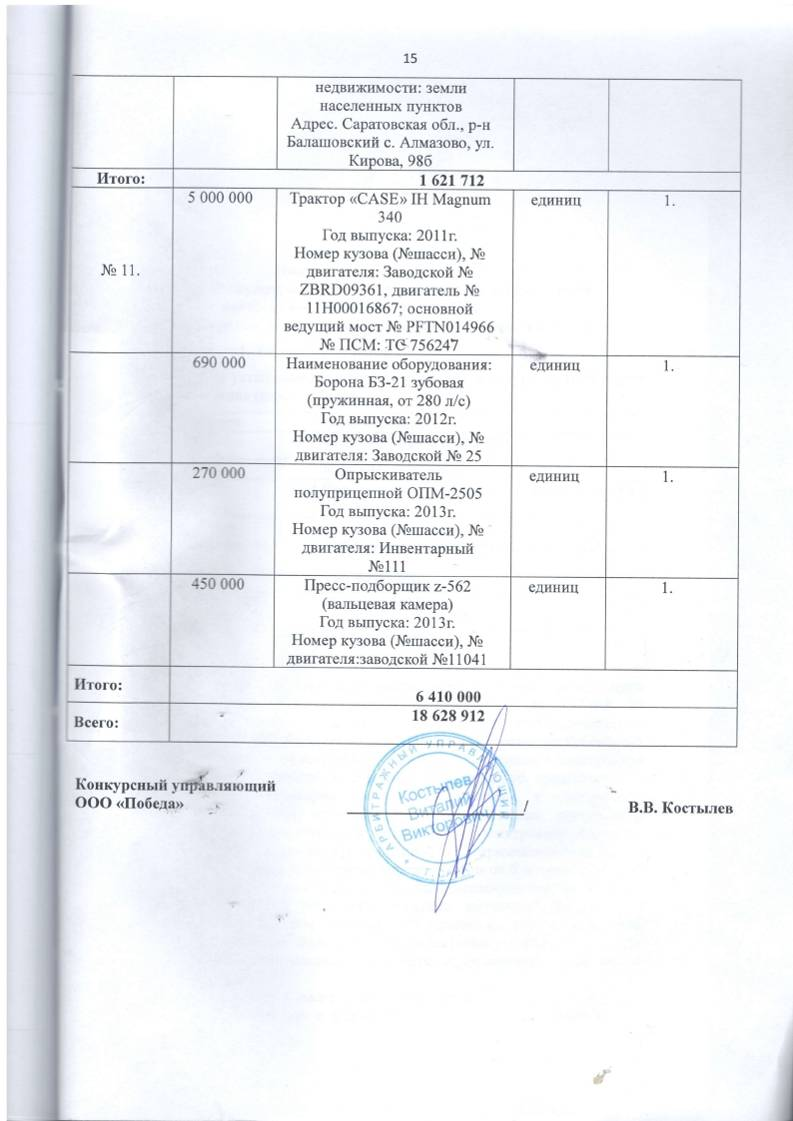 15
недвижимости: земли
населенных пунктов
Адрес. Саратовская обл., р-н
Балашовский с. Алмазово, ул.
Кирова, 98б
Итого: 1 621 712
№ 11.
5 000 000
Трактор «CASE» IH Magnum
340
Год выпуска: 2011г.
Номер кузова (№шасси), №
двигателя: Заводской №
ZBRD09361, двигатель №
11H00016867; основной
ведущий мост № PFTN014966
№ ПСМ: ТС 756247
единиц
1.
690 000
Наименование оборудования:
Борона БЗ-21 зубовая
(пружинная, от 280 л/с)
Год выпуска: 2012г.
Номер кузова (№шасси), №
двигателя: Заводской № 25
единиц
1.
270 000
Опрыскиватель
полуприцепной ОПМ-2505
Год выпуска: 2013г.
Номер кузова (№шасси), №
двигателя: Инвентарный
№111
единиц
1.
450 000
Пресс-подборщик z-562
(вальцевая камера)
Год выпуска: 2013г.
Номер кузова (№шасси), №
двигателя:заводской №11041
единиц
1.
Итого: 6 410 000
Всего: 18 628 912
Конкурсный управляющий
ООО «Победа»
/
В.В. Костылев
АРБИТРАЖНЫЙ УПРАВЛЯЮЩИЙ
Костылев
Виталий
Викторович